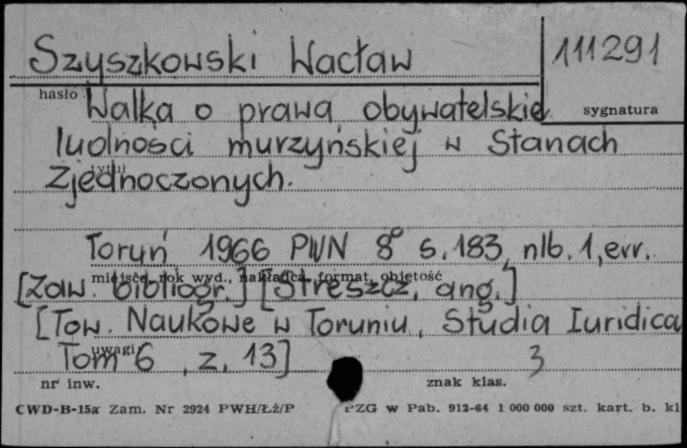 Szyszkowski Wacław
111291
hasło
sygnatura
Walka o prawa obywatelskie
ludności murzyńskiej w Stanach
tytuł
Zjednoczonych.
Toruń 1966 PWN 8° s. 183, nlb. 1, err.
miejsce, rok wyd., nakładca, format, objętość
[Zaw. bibliogr.] [Streszcz. ang.]
[Tow. Naukowe w Toruniu, Studia Iuridica
uwagi
Tom 6, z. 13]
3
nr inw.
znak klas.
CWD-B-15a Zam. Nr 2924 PWH/Łż/P
PZG w Pab. 912-64 1 000 000 szt. kart. b. kl